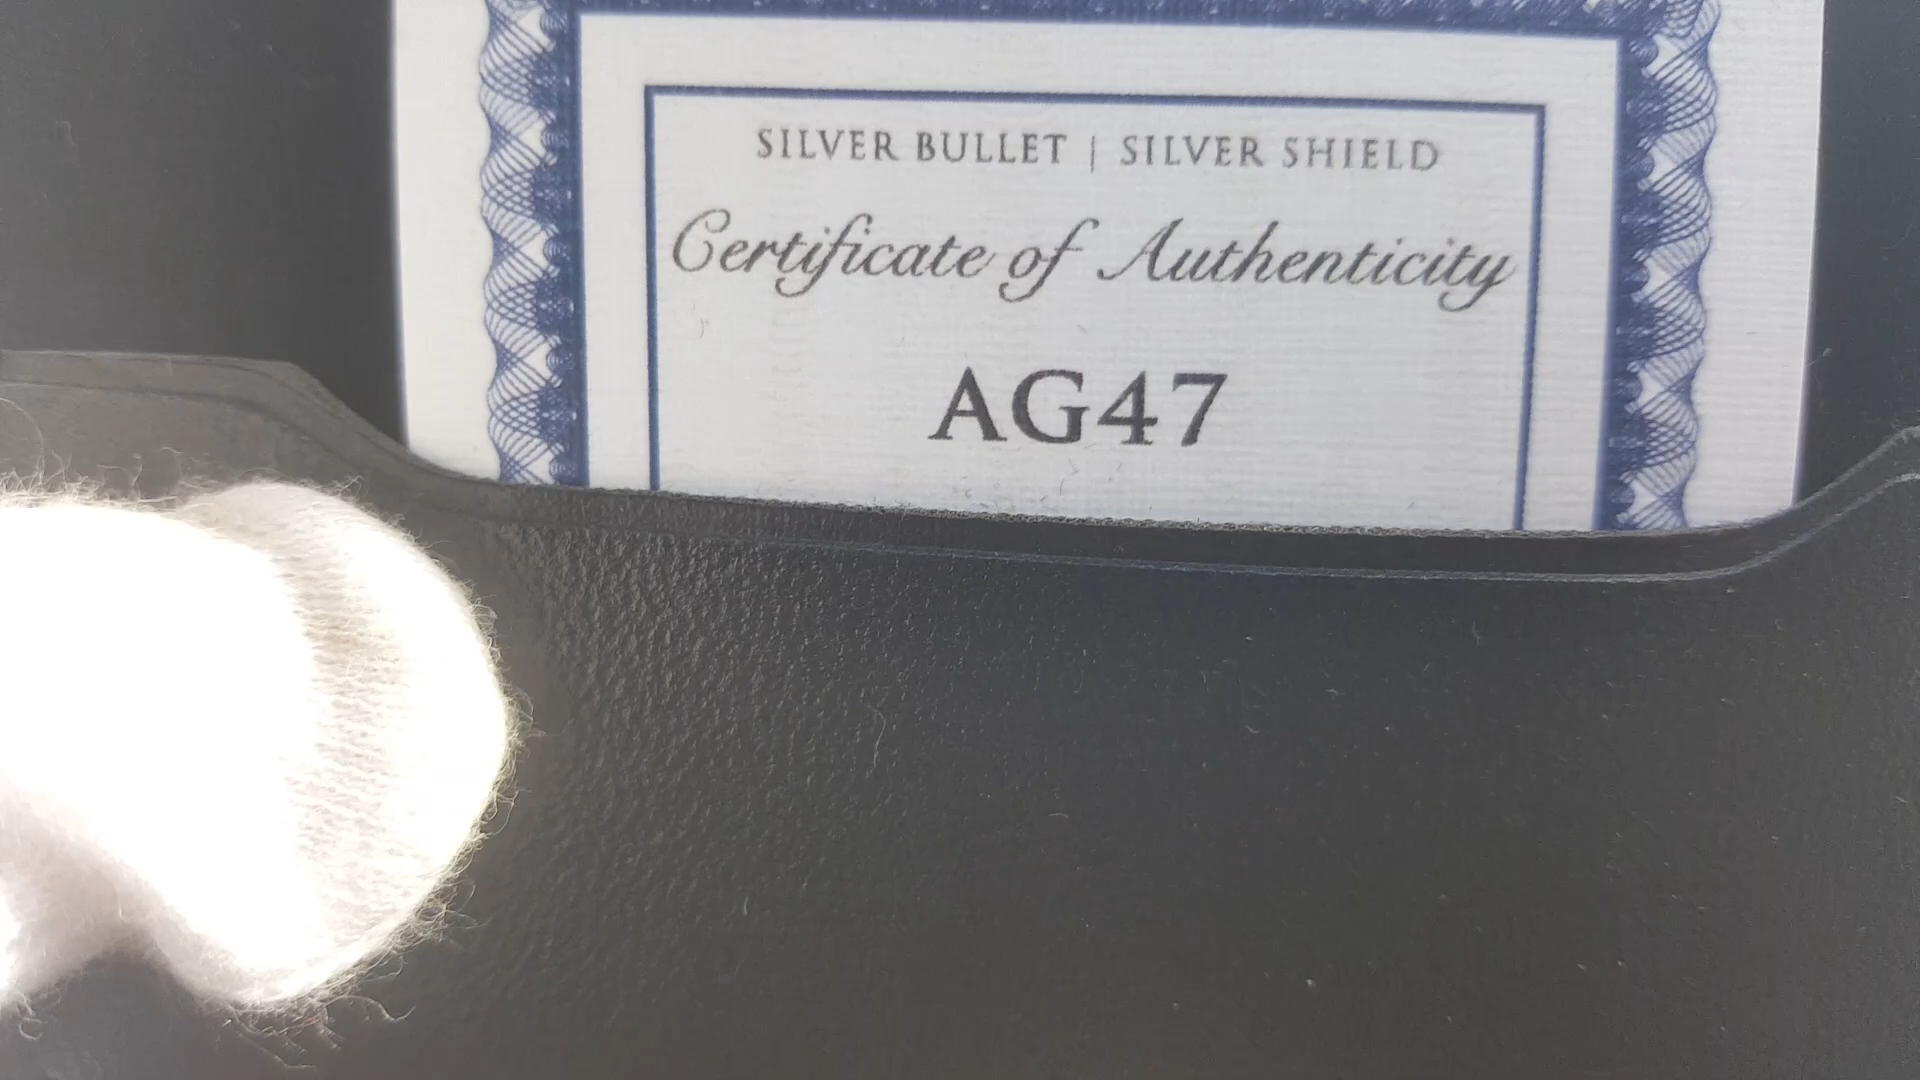 SILVER BULLET | SILVER SHIELD
Certificate of Authenticity
AG47